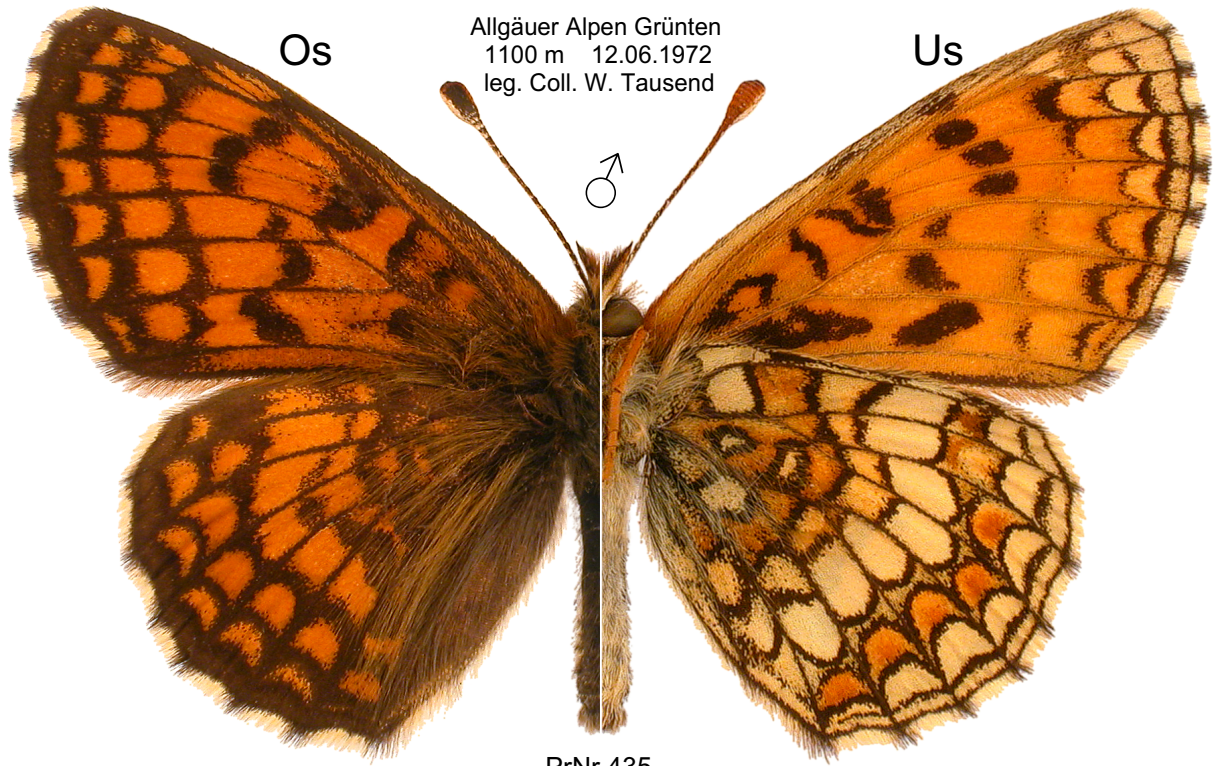 Allgäuer Alpen Grünten
Os
1100 m 12.06.1972
Us
leg. Coll. W. Tausend
♂
PrNr 435